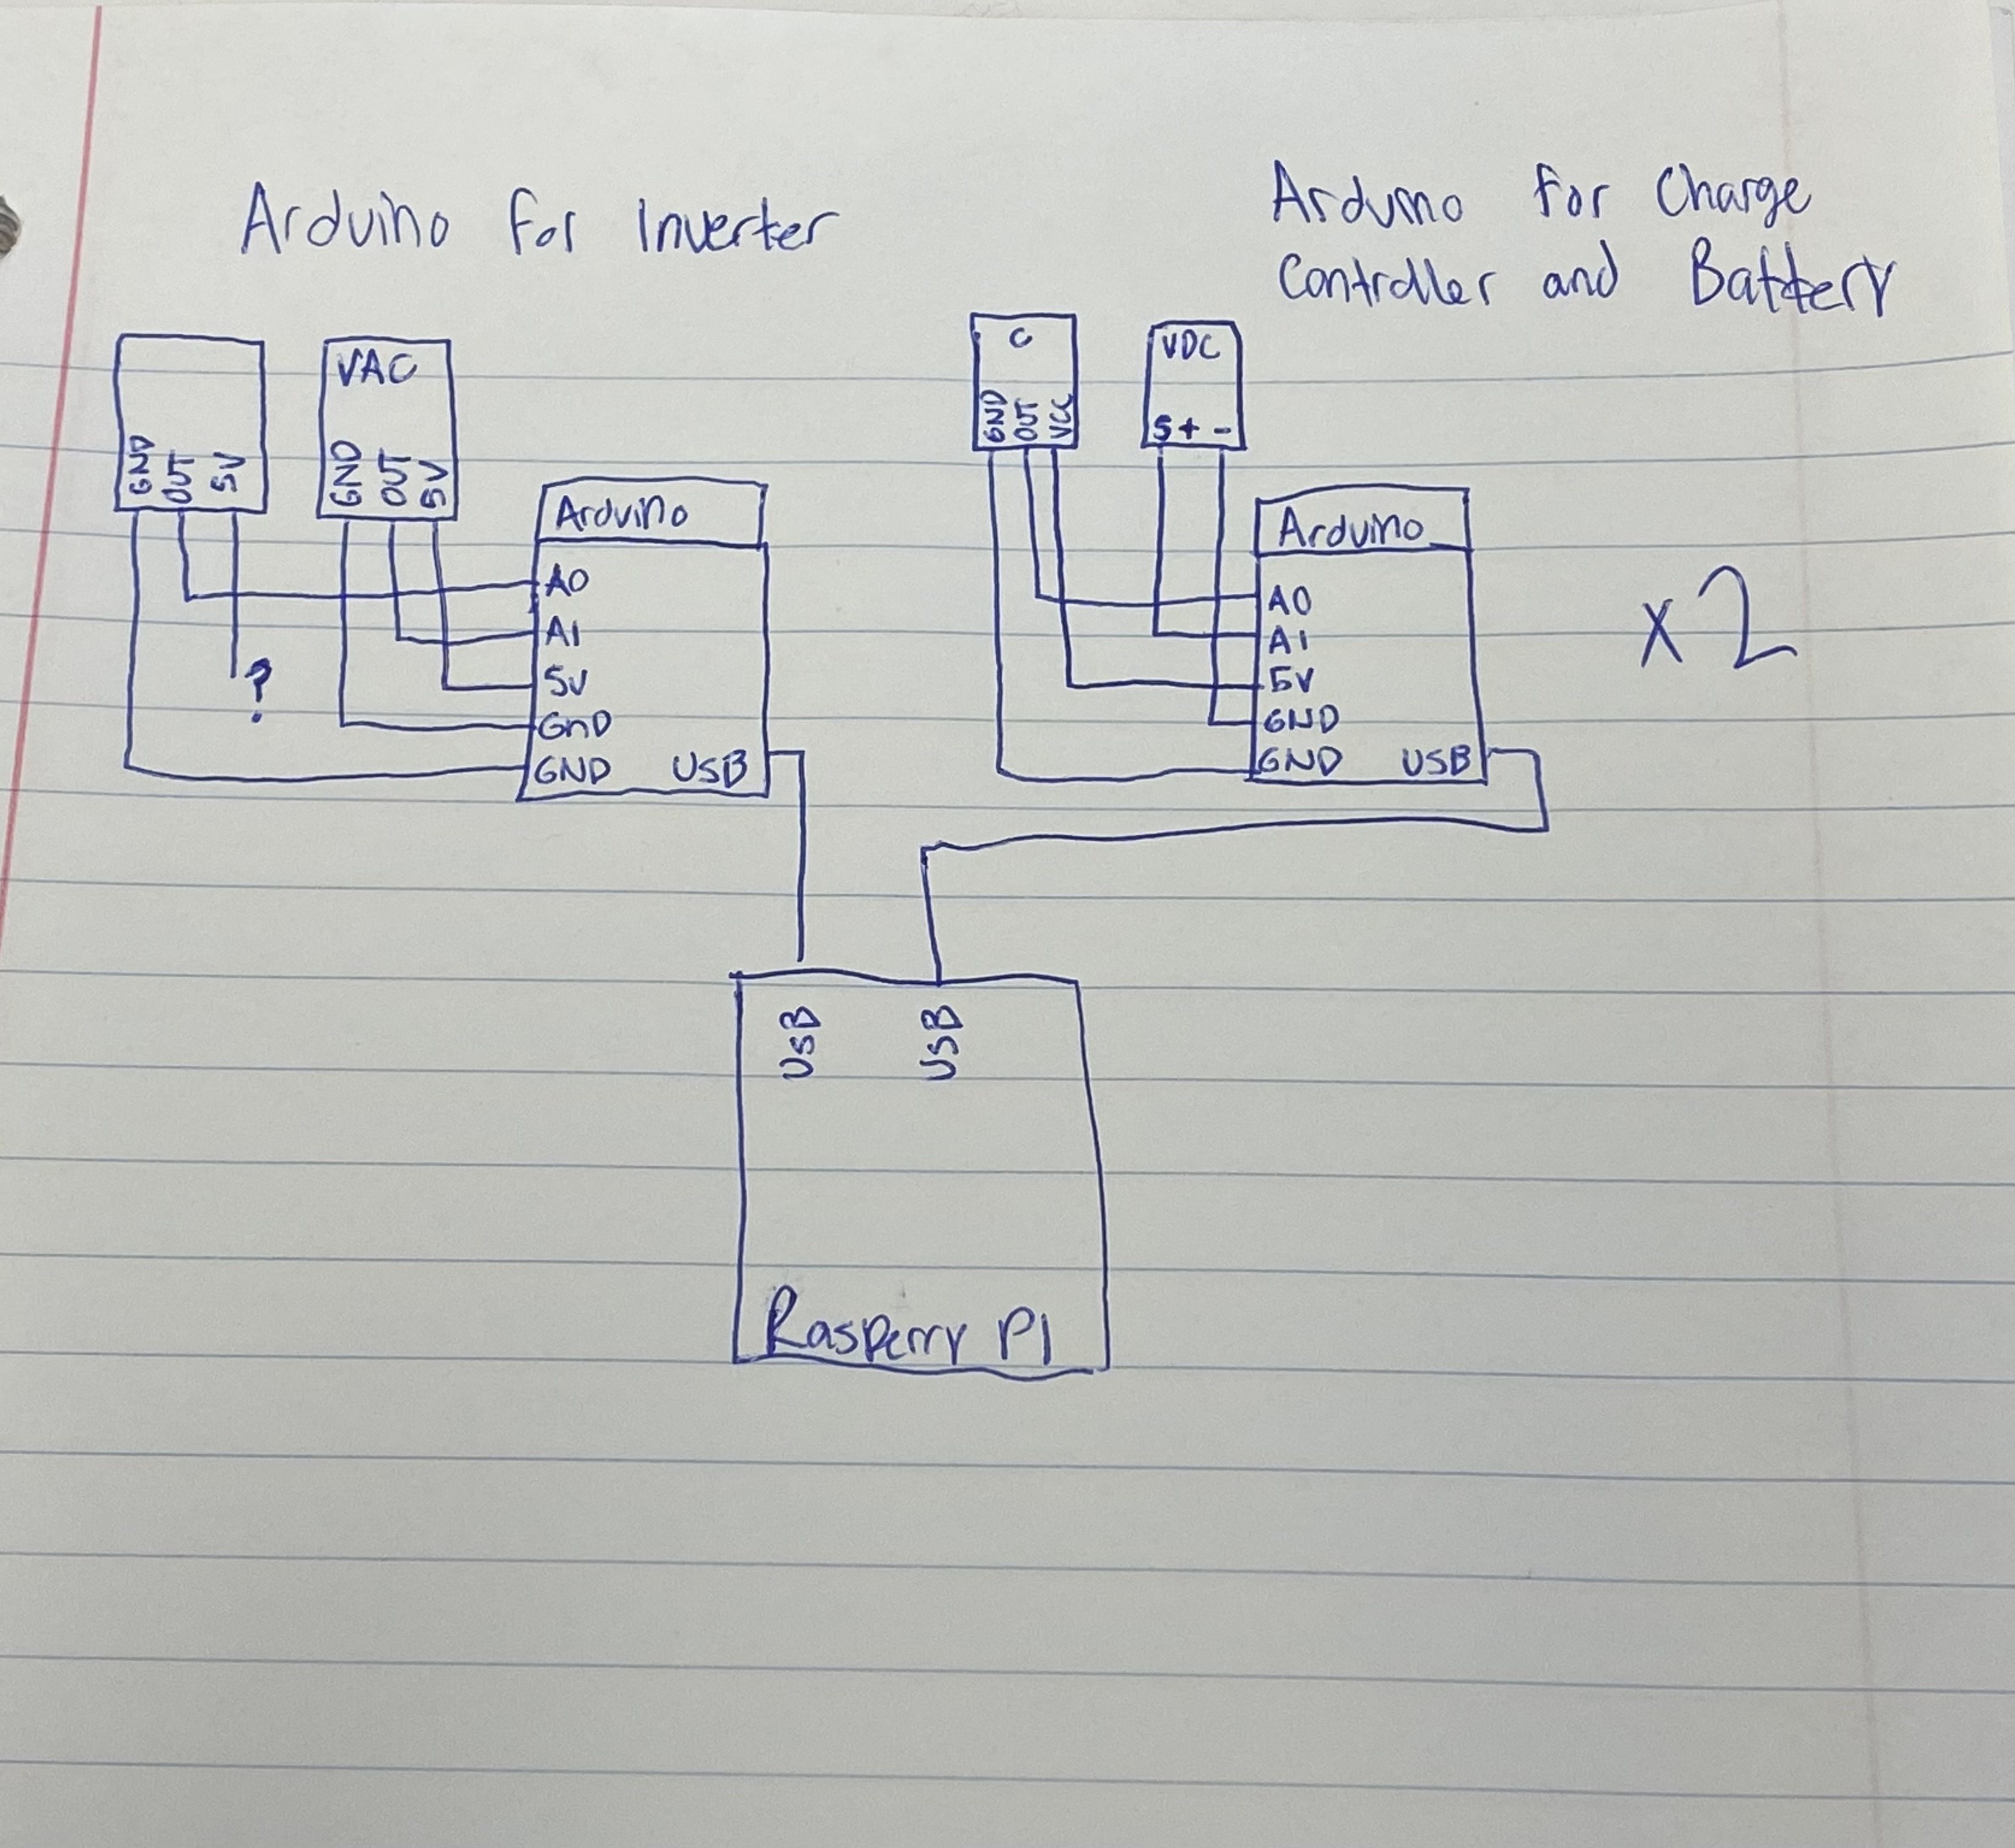 Arduino For Inverter
Arduino For Charge
Controller and Battery
GND
OUT
5V
VAC
GND
OUT
5V
Arduino
A0
A1
5V
GnD
GND USB
?
C
GND
OUT
VCC
VDC
S + -
Arduino
A0
A1
5V
GND
GND USB
x2
USB
USB
Rasperry PI